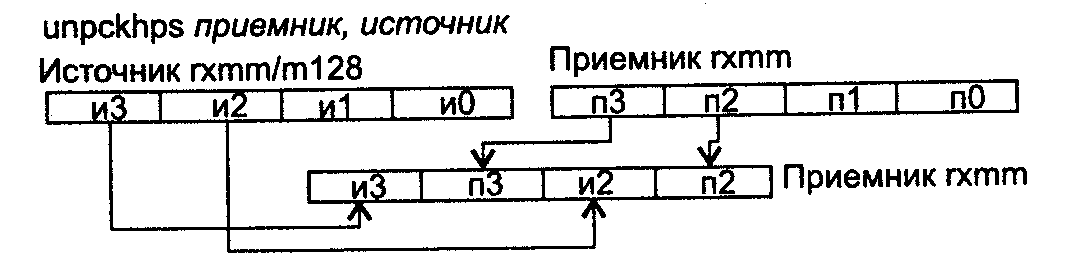 unpckhps приемник, источник
Источник rxmm/m128 Приемник rxmm
и3 и2 и1 и0 п3 п2 п1 п0
и3 п3 и2 п2 Приемник rxmm